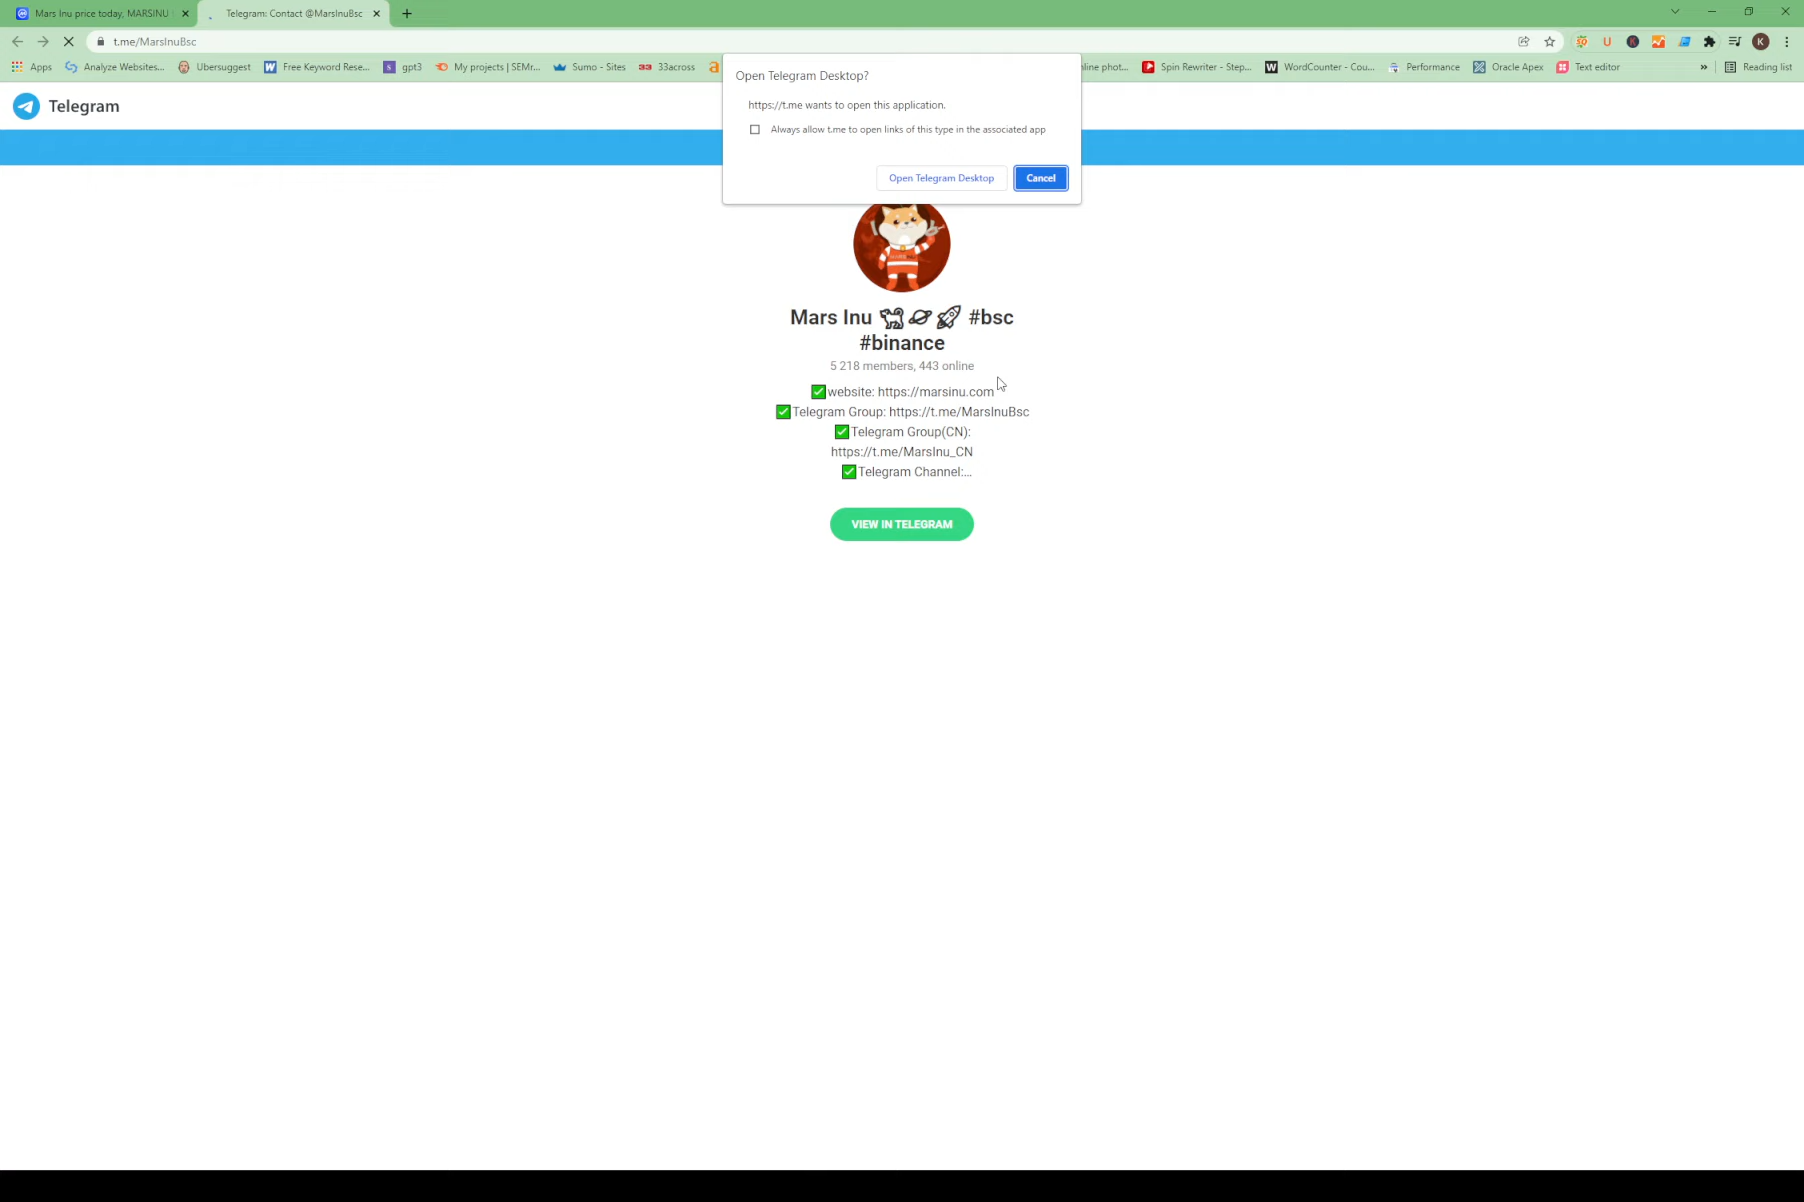 Mars Inu price today, MARSINU
Telegram: Contact @MarsInuBsc
t.me/MarsInuBsc
Apps
Analyze Websites...
Ubersuggest
Free Keyword Rese...
gpt3
My projects | SEMr...
Sumo - Sites
33across
nline phot...
Spin Rewriter - Step...
WordCounter - Cou...
Performance
Oracle Apex
Text editor
»
Reading list
Open Telegram Desktop?
https://t.me wants to open this application.
Always allow t.me to open links of this type in the associated app
Open Telegram Desktop
Cancel
Telegram
Mars Inu 🐕🪐🚀 #bsc
#binance
5 218 members, 443 online
✅website: https://marsinu.com
✅Telegram Group: https://t.me/MarsInuBsc
✅Telegram Group(CN):
https://t.me/MarsInu_CN
✅Telegram Channel:...
VIEW IN TELEGRAM